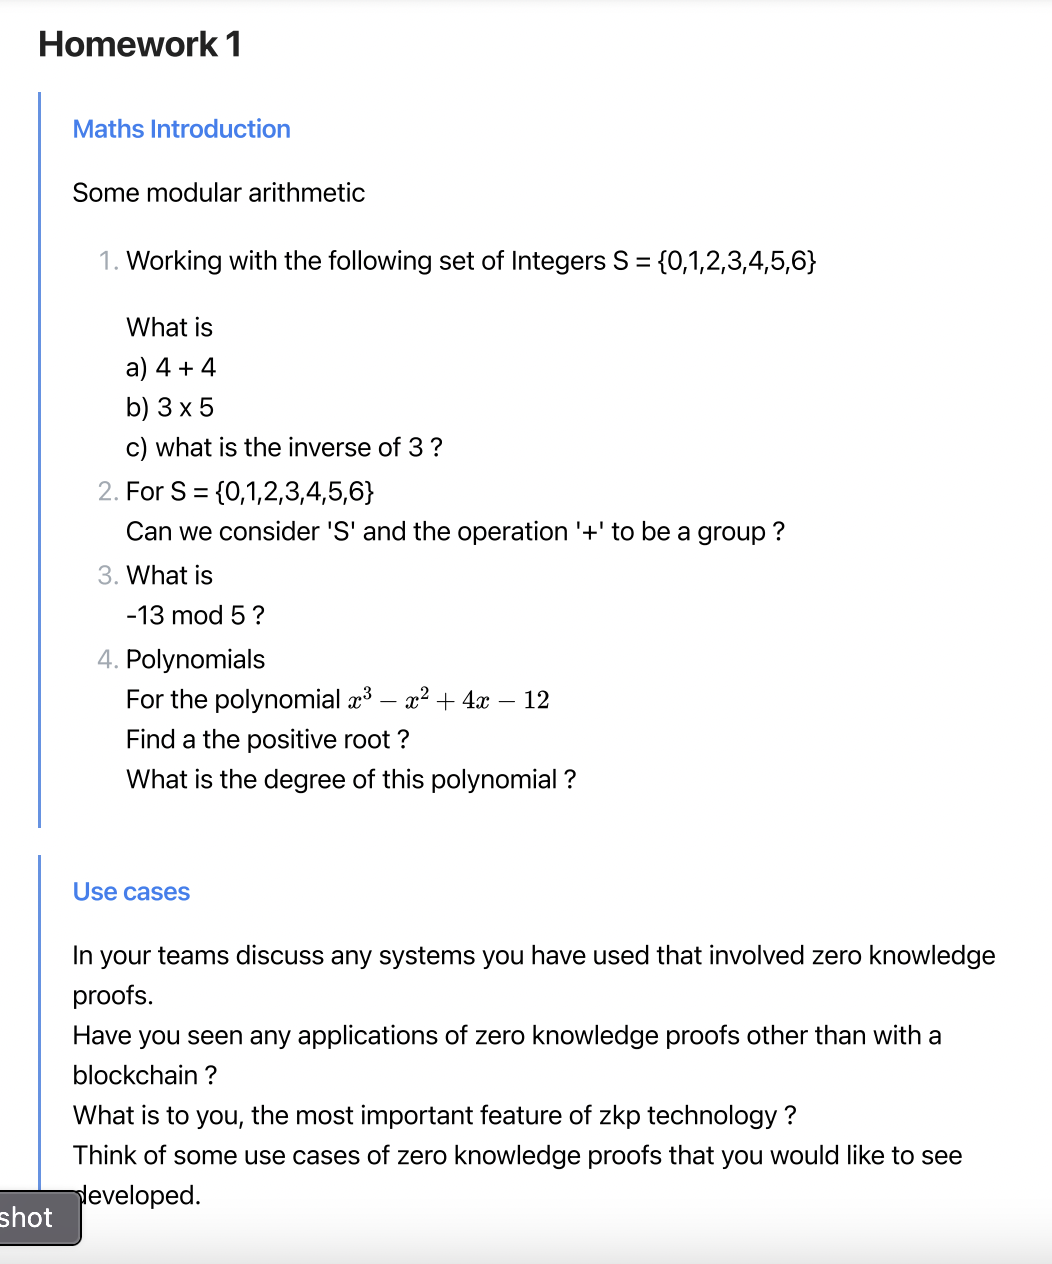 Homework 1
Maths Introduction
Some modular arithmetic
1. Working with the following set of Integers S = {0,1,2,3,4,5,6}
What is
a) 4 + 4
b) 3 x 5
c) what is the inverse of 3 ?
2. For S = {0,1,2,3,4,5,6}
Can we consider 'S' and the operation '+' to be a group ?
3. What is
-13 mod 5 ?
4. Polynomials
For the polynomial x³ − x² + 4x − 12
Find a the positive root ?
What is the degree of this polynomial ?
Use cases
In your teams discuss any systems you have used that involved zero knowledge
proofs.
Have you seen any applications of zero knowledge proofs other than with a
blockchain ?
What is to you, the most important feature of zkp technology ?
Think of some use cases of zero knowledge proofs that you would like to see
developed.
shot